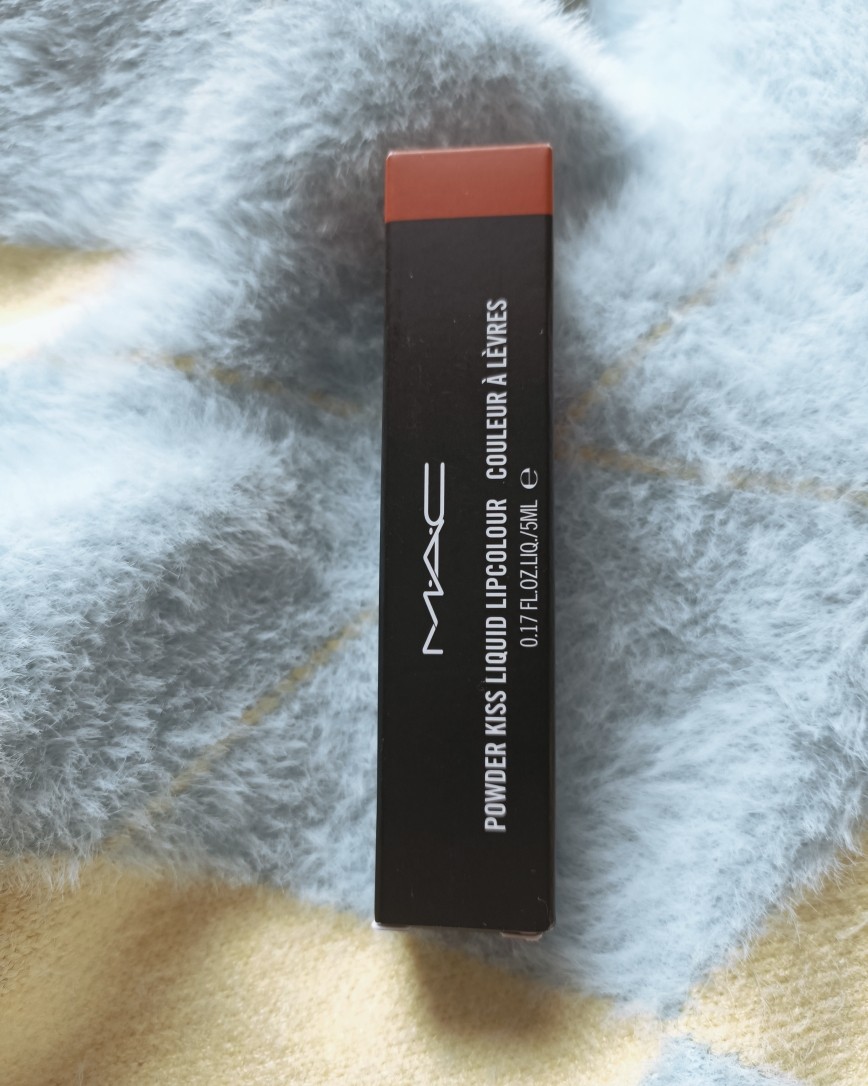 M·A·C
POWDER KISS LIQUID LIPCOLOUR COULEUR À LÈVRES
0.17 FL.OZ.LIQ./5ML ℮